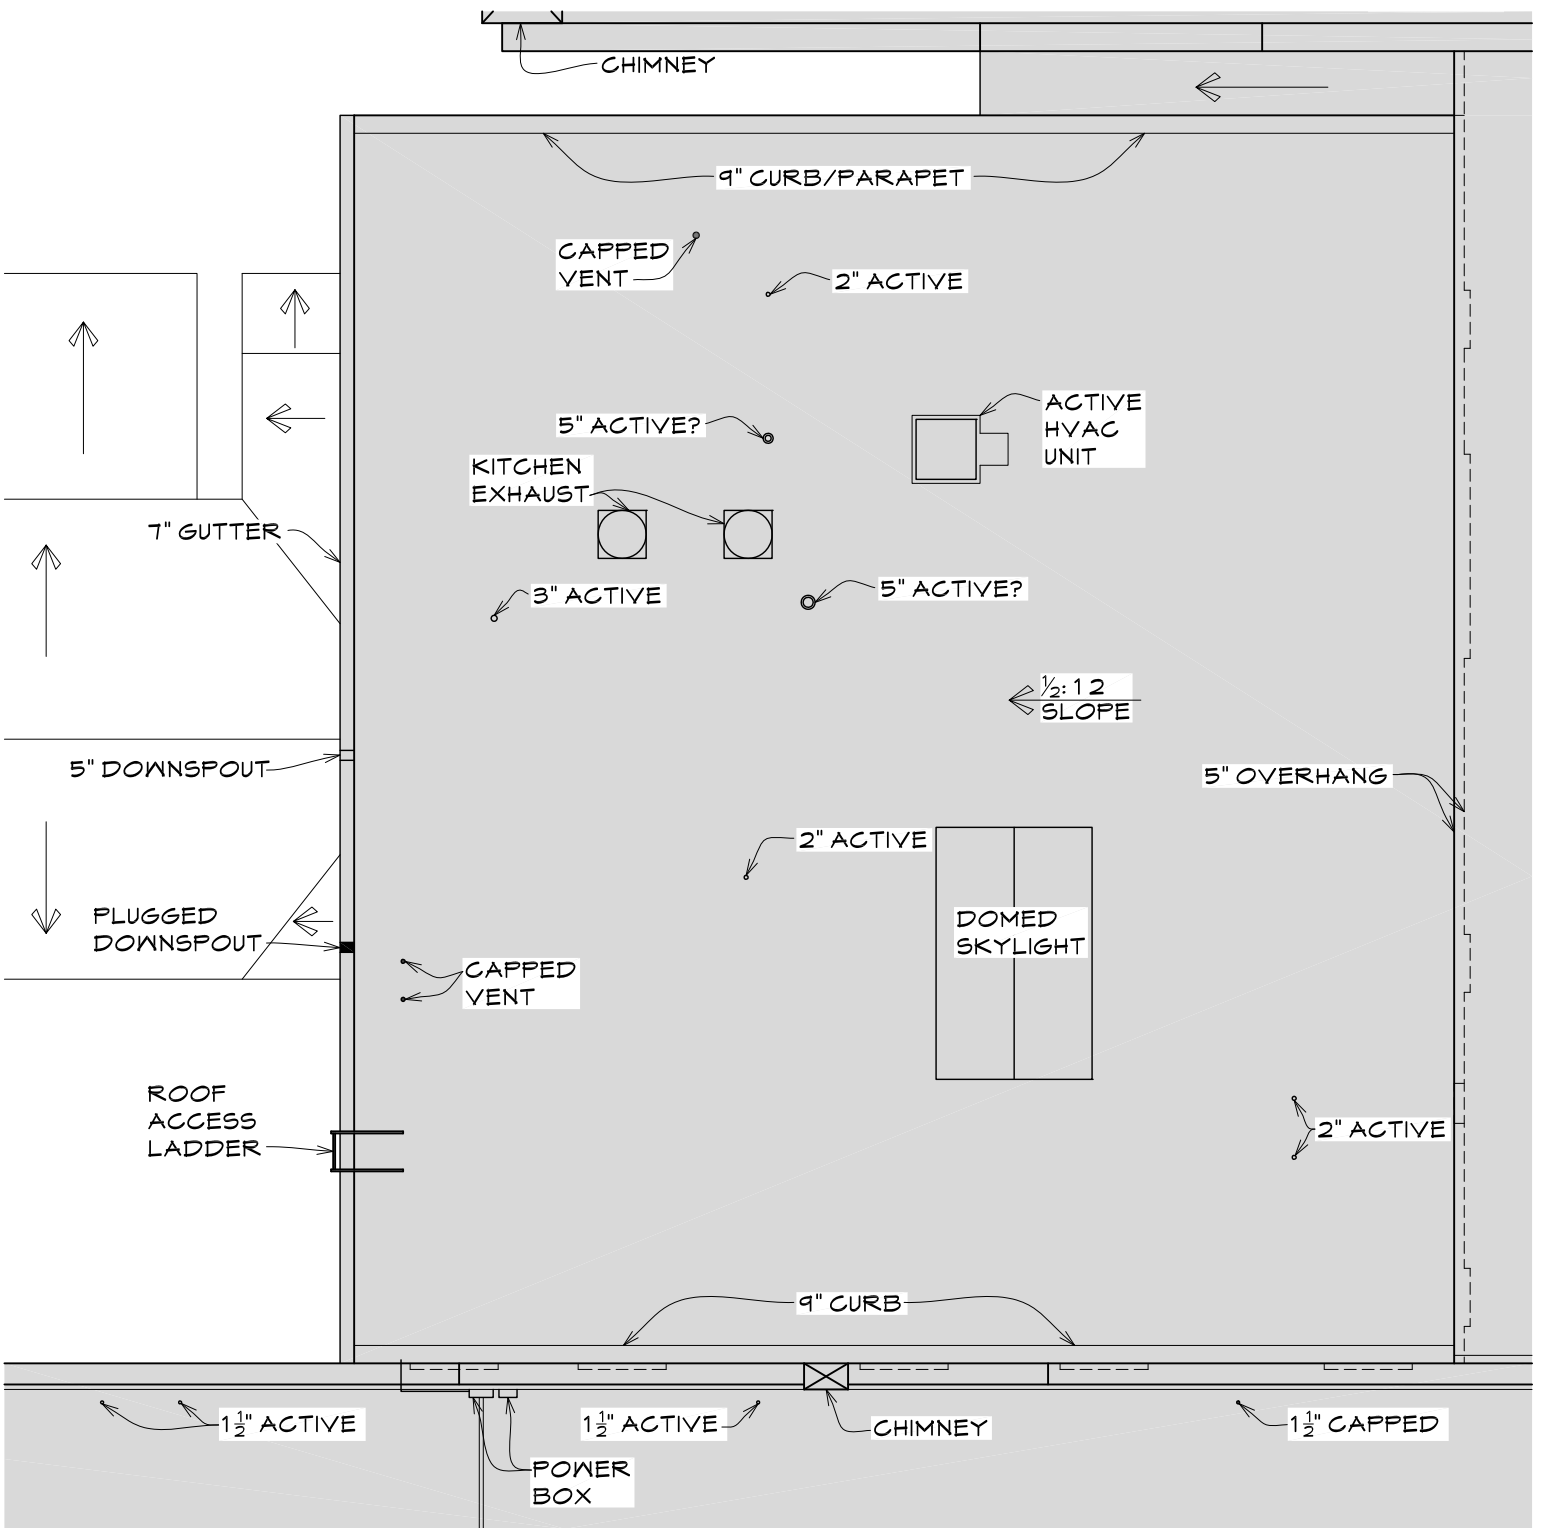 CHIMNEY
9" CURB/PARAPET
CAPPED
VENT
2" ACTIVE
ACTIVE
HVAC
UNIT
5" ACTIVE?
KITCHEN
EXHAUST
7" GUTTER
3" ACTIVE
5" ACTIVE?
½:12
SLOPE
5" DOWNSPOUT
5" OVERHANG
2" ACTIVE
PLUGGED
DOWNSPOUT
DOMED
SKYLIGHT
CAPPED
VENT
ROOF
ACCESS
LADDER
2" ACTIVE
9" CURB
1½" ACTIVE
1½" ACTIVE
CHIMNEY
1½" CAPPED
POWER
BOX